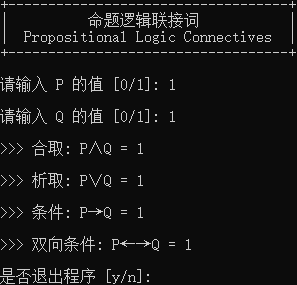 命题逻辑联接词
Propositional Logic Connectives
请输入 P 的值 [0/1]: 1
请输入 Q 的值 [0/1]: 1
>>> 合取: P∧Q = 1
>>> 析取: P∨Q = 1
>>> 条件: P→Q = 1
>>> 双向条件: P←→Q = 1
是否退出程序 [y/n]: